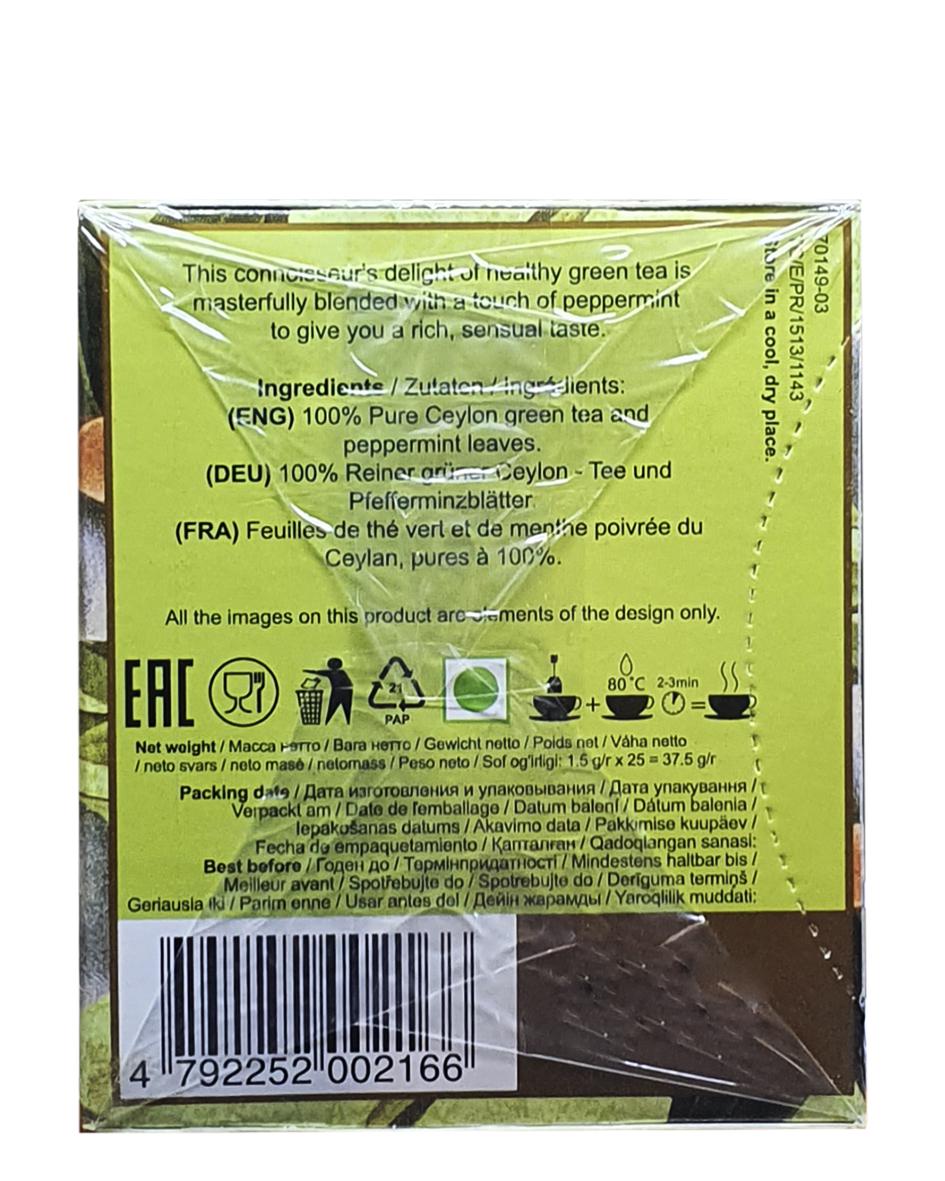 This connoisseur's delight of healthy green tea is
masterfully blended with a touch of peppermint
to give you a rich, sensual taste.
Ingredients / Zutaten / Ingrédients:
(ENG) 100% Pure Ceylon green tea and
peppermint leaves.
(DEU) 100% Reiner grüner Ceylon - Tee und
Pfefferminzblätter.
(FRA) Feuilles de thé vert et de menthe poivrée du
Ceylan, pures à 100%.
All the images on this product are elements of the design only.
EAC
21
PAP
80°C
2-3min
+
=
Net weight / Масса нетто / Вага нетто / Gewicht netto / Poids net / Váha netto
/ neto svars / neto masė / netomass / Peso neto / Sof og'irligi: 1.5 g/r x 25 = 37.5 g/r
Packing date / Дата изготовления и упаковывания / Дата упакування /
Verpackt am / Date de l'emballage / Datum balení / Dátum balenia /
Iepakošanas datums / Akavimo data / Pakkimise kuupäev /
Fecha de empaquetamiento / Қапталған / Qadoqlangan sanasi:
Best before / Годен до / Термінпридатності / Mindestens haltbar bis /
Meilleur avant / Spotřebujte do / Spotrebujte do / Derīguma termiņš /
Geriausia iki / Parim enne / Usar antes del / Дейін жарамды / Yaroqlilik muddati:
4 792252 002166
Store in a cool, dry place.
/E/PR/1513/1143
70149-03